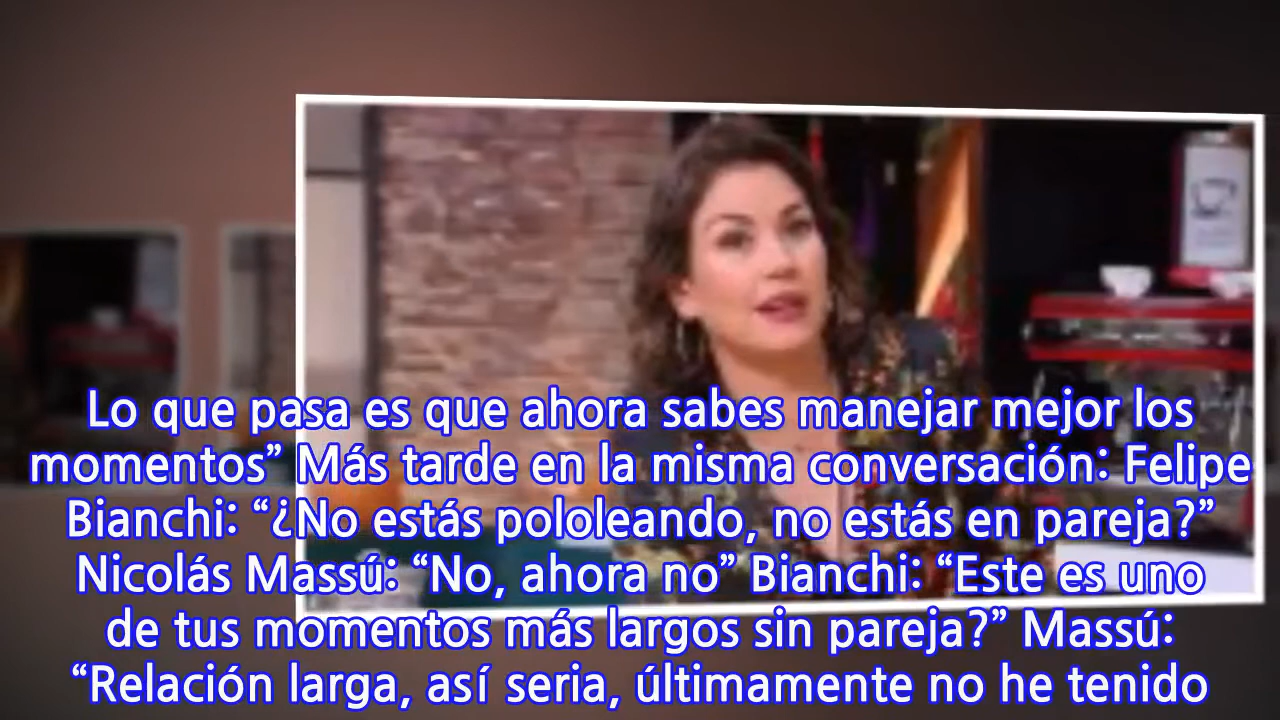 Lo que pasa es que ahora sabes manejar mejor los
momentos” Más tarde en la misma conversación: Felipe
Bianchi: “¿No estás pololeando, no estás en pareja?”
Nicolás Massú: “No, ahora no” Bianchi: “Este es uno
de tus momentos más largos sin pareja?” Massú:
“Relación larga, así seria, últimamente no he tenido